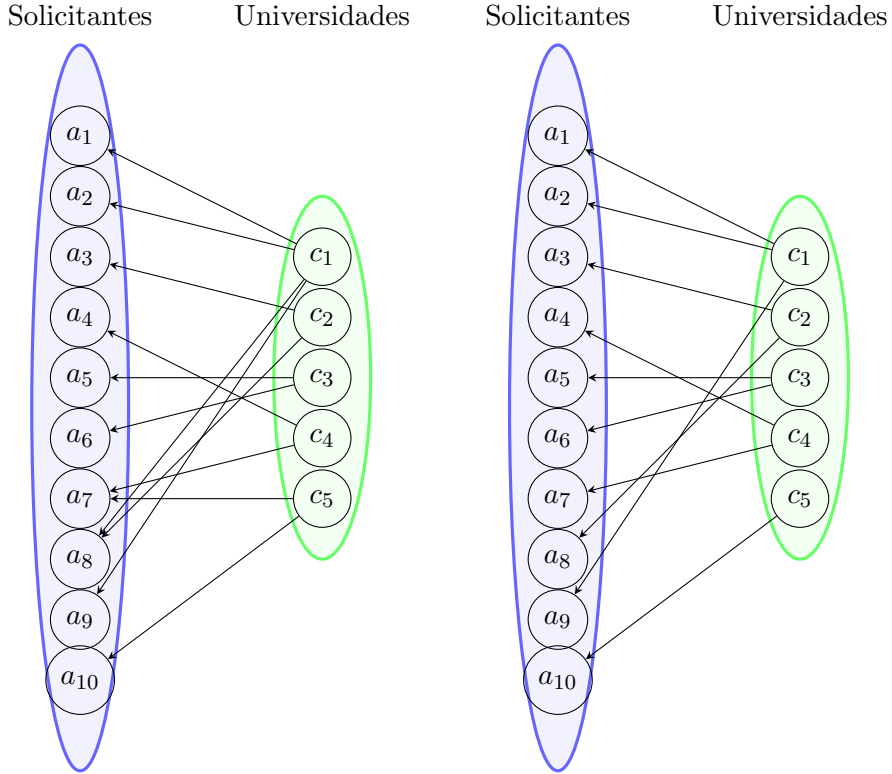 Solicitantes Universidades Solicitantes Universidades
a1 a1
a2 a2
a3 c1 a3 c1
a4 c2 a4 c2
a5 c3 a5 c3
a6 c4 a6 c4
a7 c5 a7 c5
a8 a8
a9 a9
a10 a10